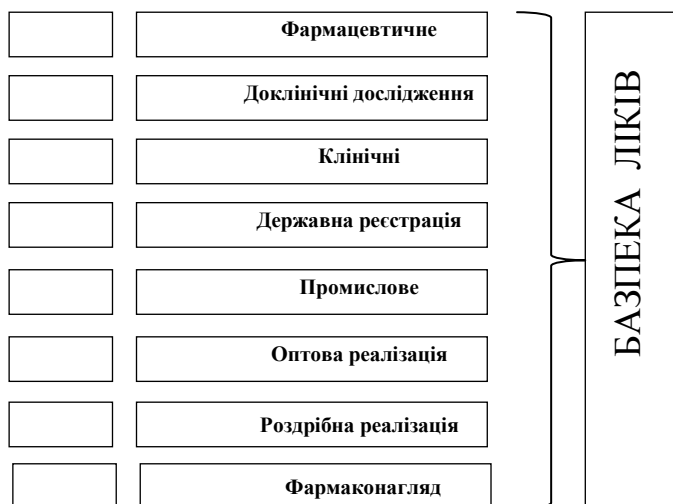 Фармацевтичне
Доклінічні дослідження
Клінічні
Державна реєстрація
Промислове
Оптова реалізація
Роздрібна реалізація
Фармаконагляд
БАЗПЕКА ЛІКІВ